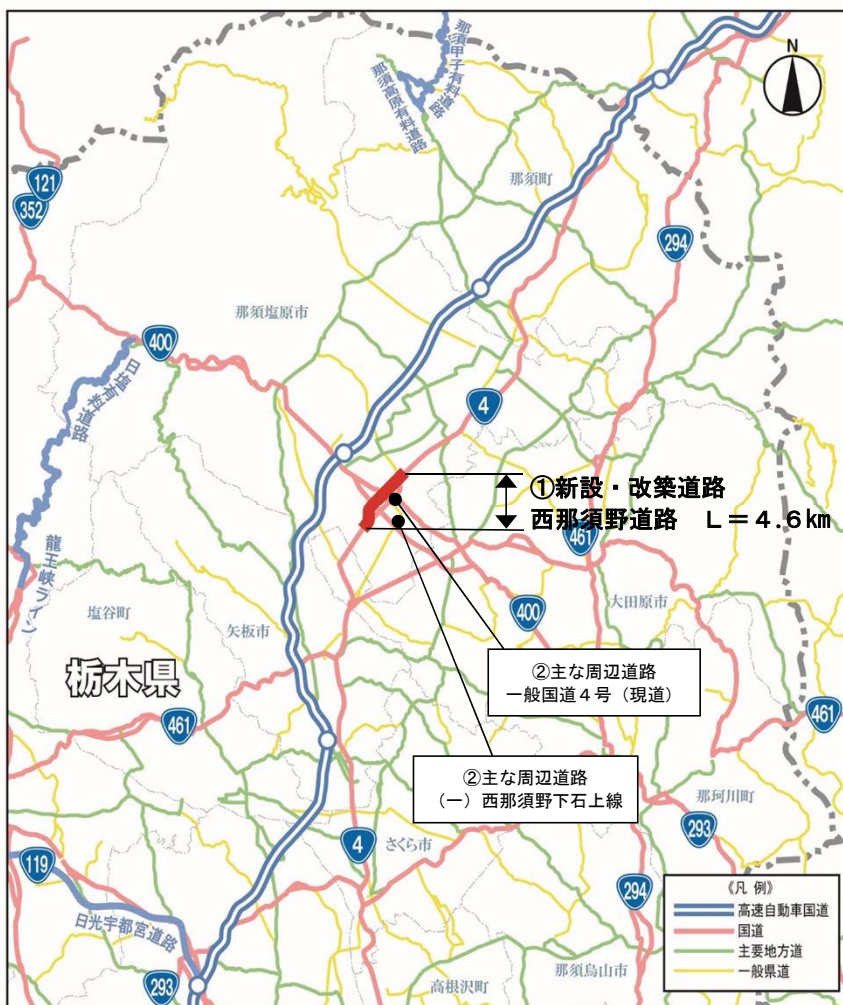 N
那須甲子有料道路
那須高原有料道路
121
352
那須町
294
那須塩原市
400
日塩有料道路
4
①新設・改築道路
西那須野道路 L=4.6km
461
龍王峡ライン
大田原市
400
塩谷町
矢板市
②主な周辺道路
一般国道4号(現道)
栃木県
461
461
②主な周辺道路
(一)西那須野下石上線
那珂川町
293
4
さくら市
119
294
《凡 例》
高速自動車国道
国道
主要地方道
一般県道
日光宇都宮道路
293
高根沢町
那須烏山市